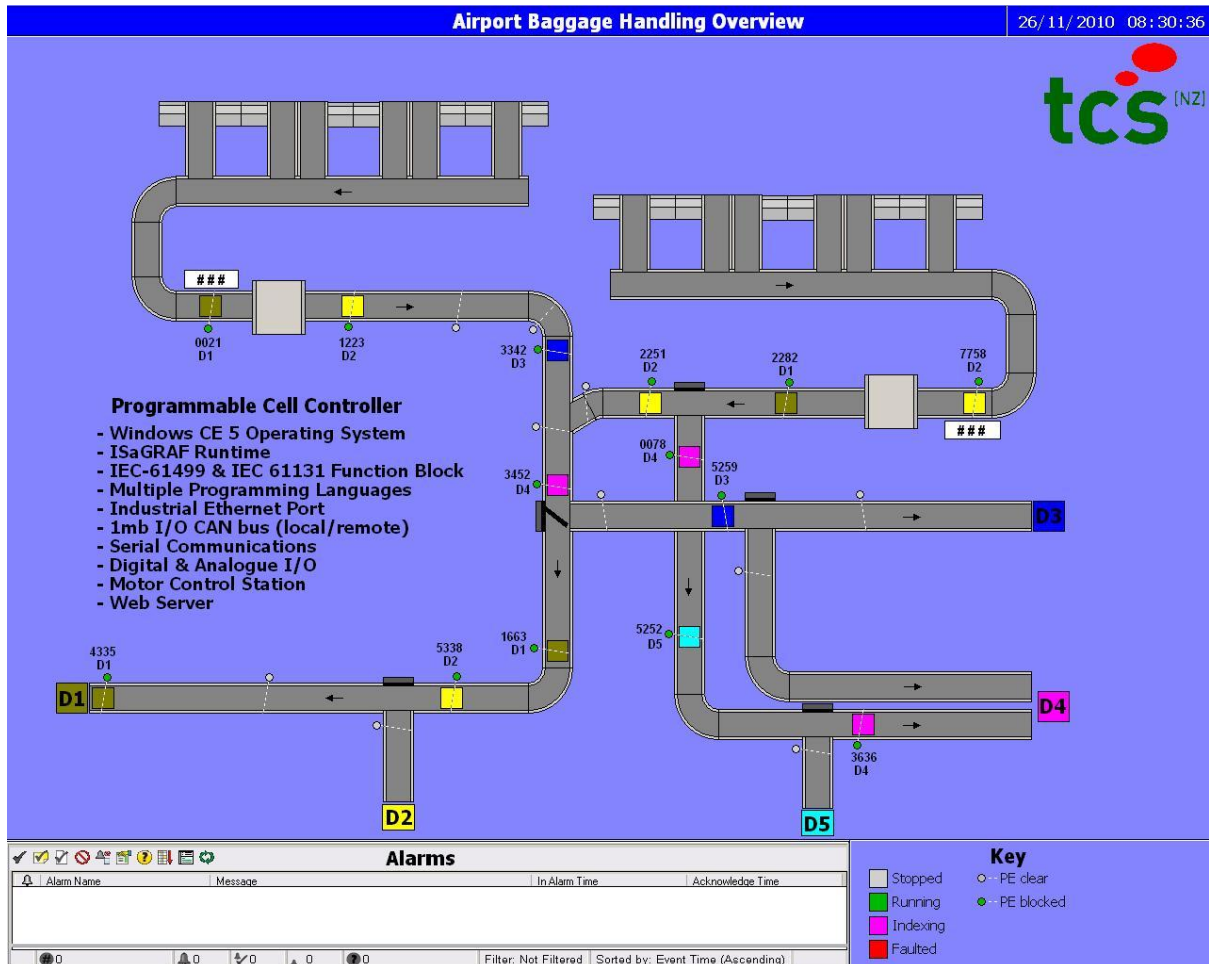 Airport Baggage Handling Overview
26/11/2010 08:30:36
tcs [NZ]
###
0021
D1
1223
D2
3342
D3
2251
D2
2282
D1
7758
D2
###
Programmable Cell Controller
- Windows CE 5 Operating System
- ISaGRAF Runtime
- IEC-61499 & IEC 61131 Function Block
- Multiple Programming Languages
- Industrial Ethernet Port
- 1mb I/O CAN bus (local/remote)
- Serial Communications
- Digital & Analogue I/O
- Motor Control Station
- Web Server
0078
D4
3452
D4
5259
D3
D3
5252
D5
1663
D1
4335
D1
5338
D2
D1
D4
3636
D4
D2
D5
Alarms
Alarm Name Message In Alarm Time Acknowledge Time
0 0 0 0 0 Filter: Not Filtered Sorted by: Event Time (Ascending)
Key
Stopped PE clear
Running PE blocked
Indexing
Faulted